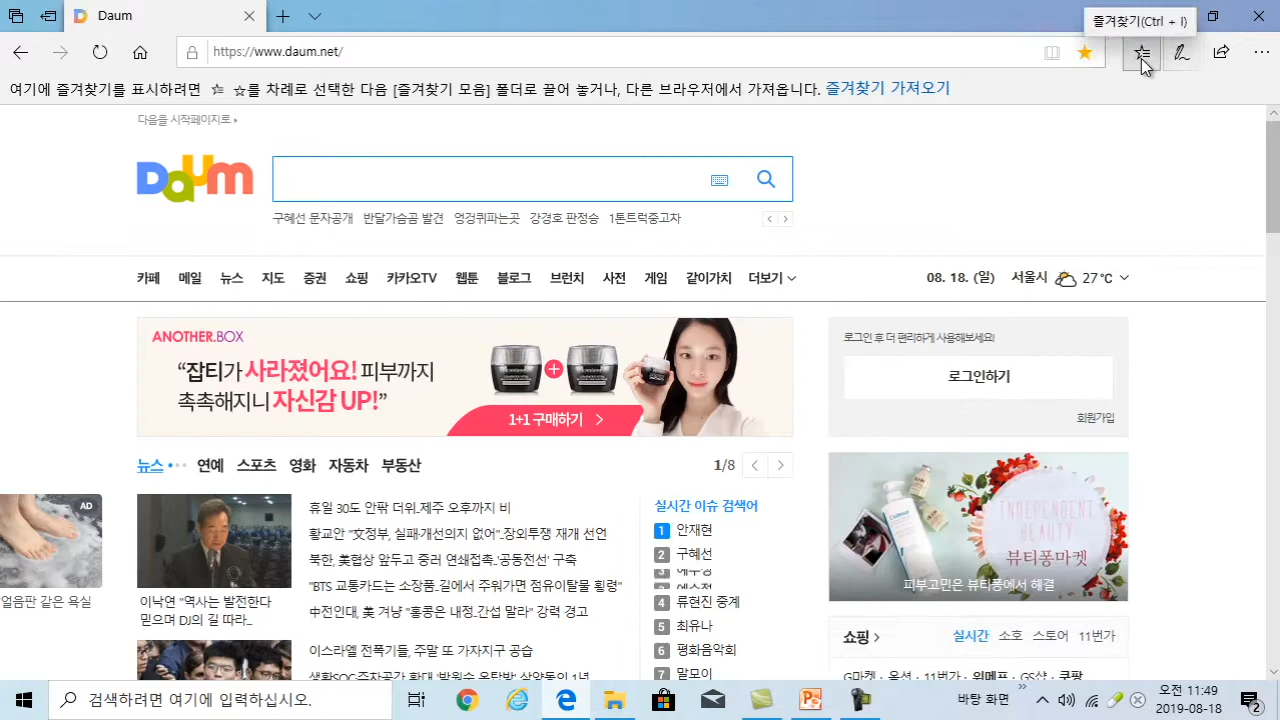 Daum
즐겨찾기(Ctrl + I)
https://www.daum.net/
여기에 즐겨찾기를 표시하려면 ☆를 차례로 선택한 다음 [즐겨찾기 모음] 폴더로 끌어 놓거나, 다른 브라우저에서 가져옵니다. 즐겨찾기 가져오기
다음을 시작페이지로
Daum
구혜선 문자공개 반달가슴곰 발견 엉겅퀴파는곳 강경호 판정승 1톤트럭중고차
카페 메일 뉴스 지도 증권 쇼핑 카카오TV 웹툰 블로그 브런치 사전 게임 같이가치 더보기
08. 18. (일) 서울시 27℃
ANOTHER.BOX
“잡티가 사라졌어요! 피부까지
촉촉해지니 자신감 UP!”
1+1 구매하기
로그인 후 더 편리하게 사용해보세요!
로그인하기
회원가입
뉴스 연예 스포츠 영화 자동차 부동산
1/8
AD
얼음판 같은 욕실
이낙연 "역사는 발전한다
믿으며 DJ의 길 따라..
휴일 30도 안팎 더위..제주 오후까지 비
황교안 "文정부, 실패·개선의지 없어"..장외투쟁 재개 선언
북한, 美협상 앞두고 중러 연쇄접촉..'공동전선' 구축
"BTS 교통카드는 소장품..길에서 주워가면 점유이탈물 횡령"
中전인대, 美 겨냥 "홍콩은 내정..간섭 말라" 강력 경고
이스라엘 전폭기들, 주말 또 가자지구 공습
실시간 이슈 검색어
1 안재현
2 구혜선
3
4 류현진 중계
5 최유나
6 평화음악회
7 말모이
INDEPENDENT
BEAUTY
뷰티퐁마켓
피부고민은 뷰티퐁에서 해결
쇼핑
실시간 소호 스토어 11번가
G마켓 · 옥션 · 11번가 · 위메프 · GS샵 · 쿠팡
검색하려면 여기에 입력하십시오.
바탕 화면
오전 11:49
2019-08-18
2